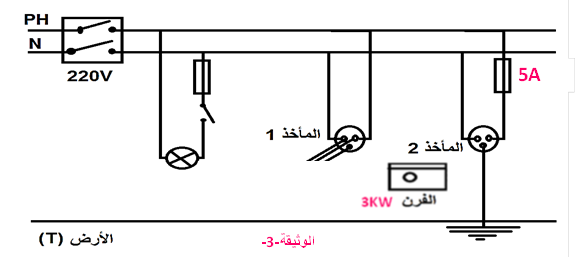 PH
N
220V
5A
المأخذ 1
المأخذ 2
3KW الفرن
الأرض (T)
الوثيقة-3-